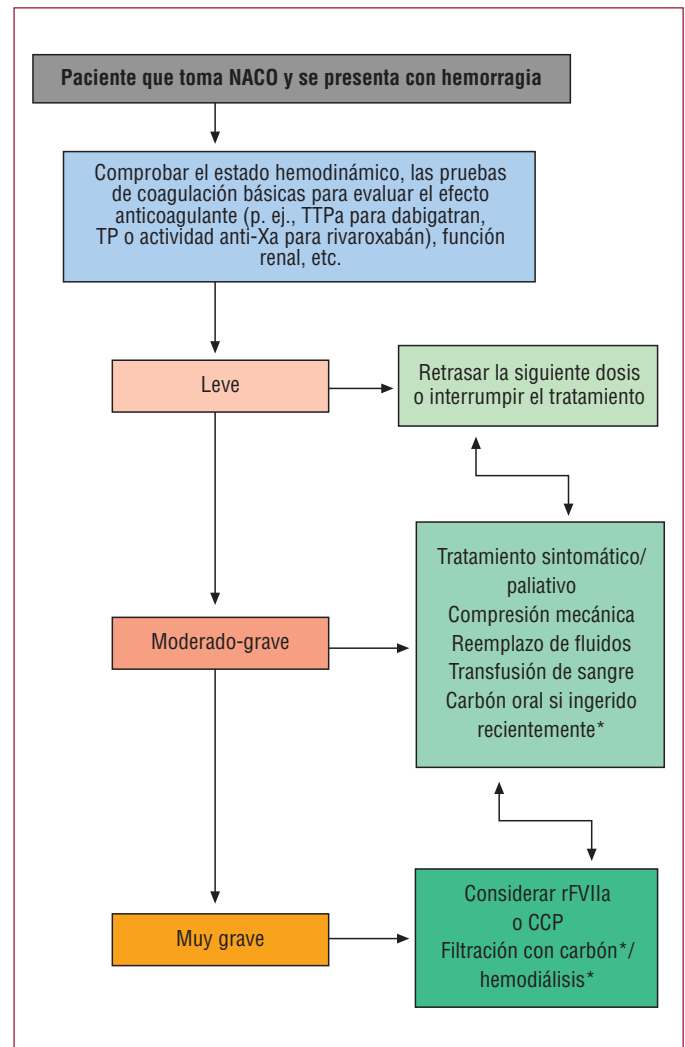 Paciente que toma NACO y se presenta con hemorragia
Comprobar el estado hemodinámico, las pruebas
de coagulación básicas para evaluar el efecto
anticoagulante (p. ej., TTPa para dabigatran,
TP o actividad anti-Xa para rivaroxabán), función
renal, etc.
Leve
Retrasar la siguiente dosis
o interrumpir el tratamiento
Moderado-grave
Tratamiento sintomático/
paliativo
Compresión mecánica
Reemplazo de fluidos
Transfusión de sangre
Carbón oral si ingerido
recientemente*
Muy grave
Considerar rFVIIa
o CCP
Filtración con carbón*/
hemodiálisis*